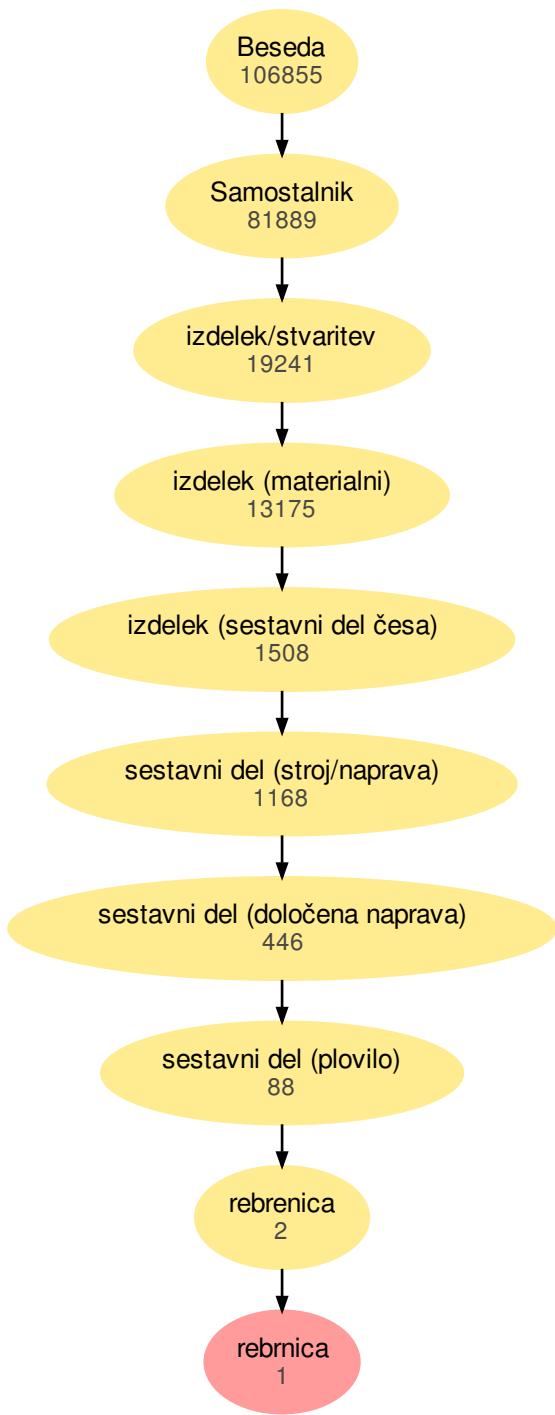 Beseda
106855
Samostalnik
81889
izdelek/stvaritev
19241
izdelek (materialni)
13175
izdelek (sestavni del česa)
1508
sestavni del (stroj/naprava)
1168
sestavni del (določena naprava)
446
sestavni del (plovilo)
88
rebrenica
2
rebrnica
1